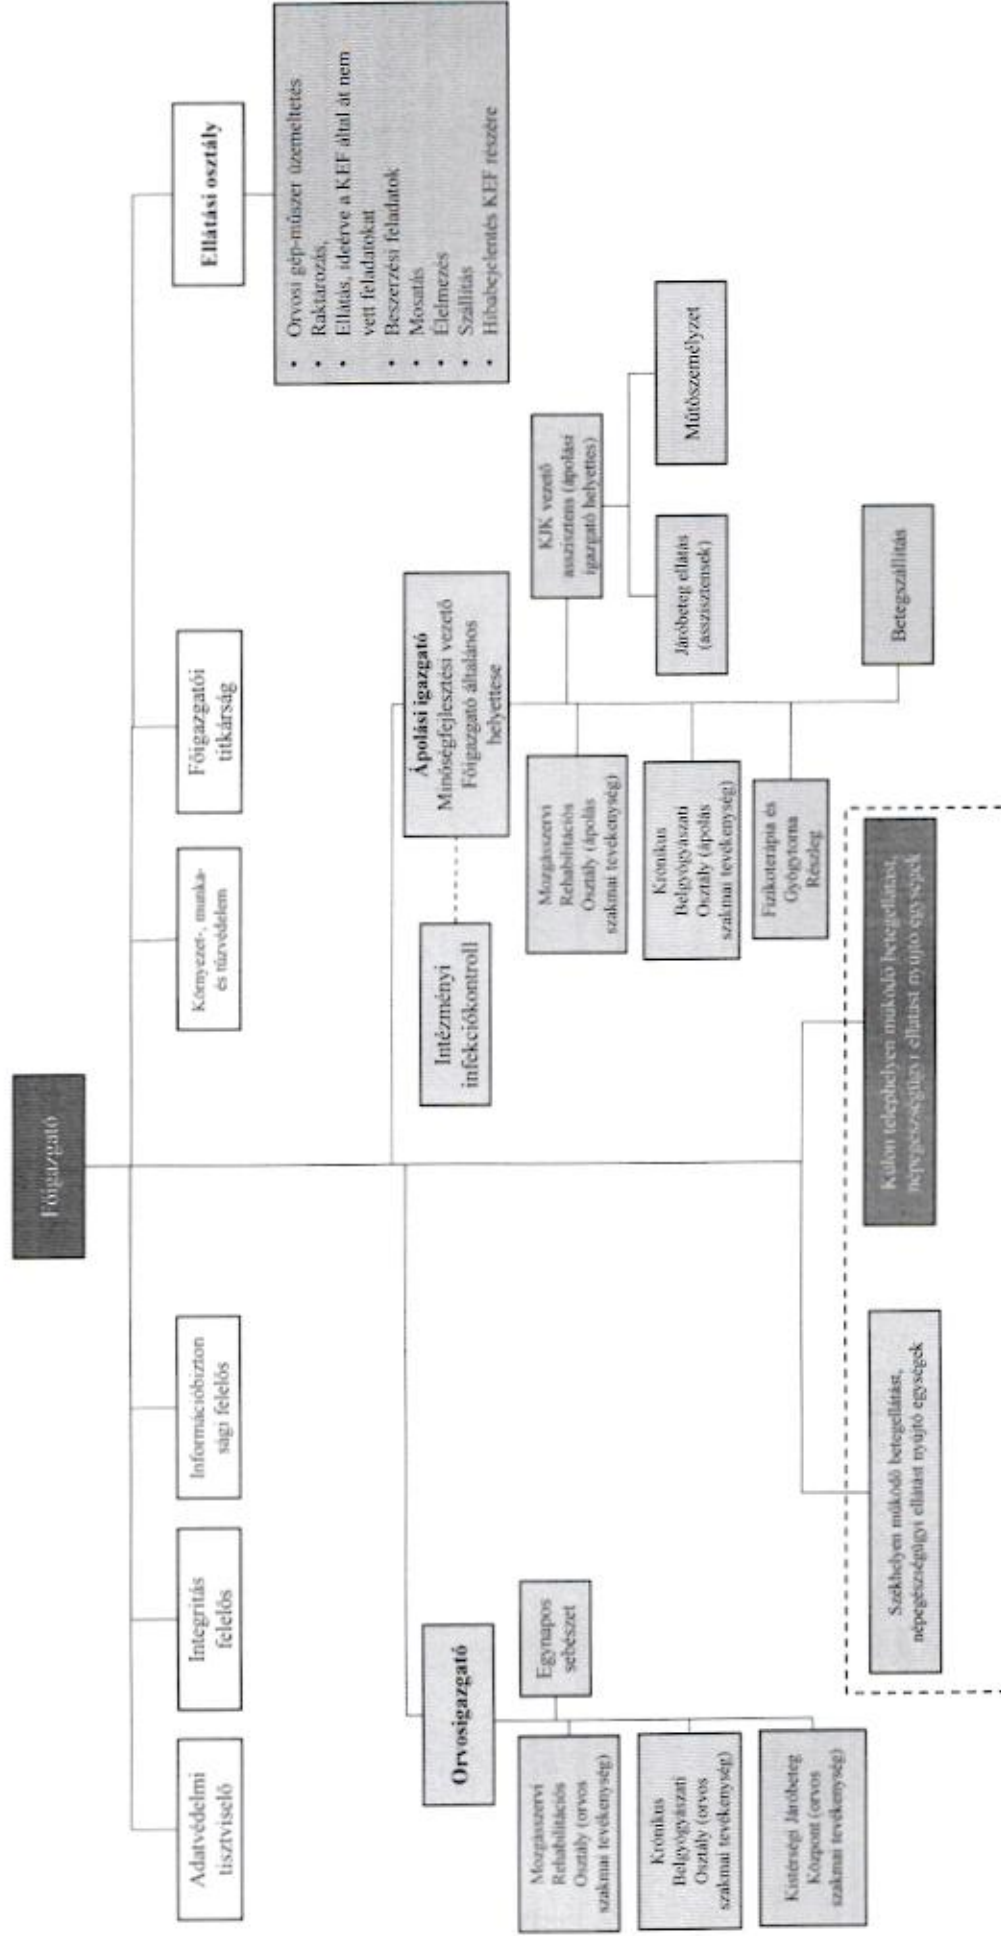 Főigazgató
Adatvédelmi
tisztviselő
Integritás
felelős
Információbizton
sági felelős
Környezet-, munka-
és tűzvédelem
Főigazgatói
titkárság
Ellátási osztály
• Orvosi gép-műszer üzemeltetés
• Raktározás,
• Ellátás, ideérve a KEF által át nem
vett feladatokat
• Beszerzési feladatok
• Mosatás
• Élelmezés
• Szállítás
• Hibabejelentés KEF részére
Orvosigazgató
Egynapos
sebészet
Mozgásszervi
Rehabilitációs
Osztály (orvos
szakmai tevékenység)
Krónikus
Belgyógyászati
Osztály (orvos
szakmai tevékenység)
Kistérségi Járóbeteg
Központ (orvos
szakmai tevékenység)
Intézményi
infekciókontroll
Ápolási igazgató
Minőségfejlesztési vezető
Főigazgató általános
helyettese
Mozgásszervi
Rehabilitációs
Osztály (ápolás
szakmai tevékenység)
Krónikus
Belgyógyászati
Osztály (ápolás
szakmai tevékenység)
Fizikoterápia és
Gyógytorna
Részleg
KJK vezető
asszisztens (ápolási
igazgató helyettes)
Járóbeteg ellátás
(asszisztensek)
Műtőszemélyzet
Betegszállítás
Székhelyen működő betegellátást,
népegészségügyi ellátást nyújtó egységek
Külön telephelyen működő betegellátást,
népegészségügyi ellátást nyújtó egységek